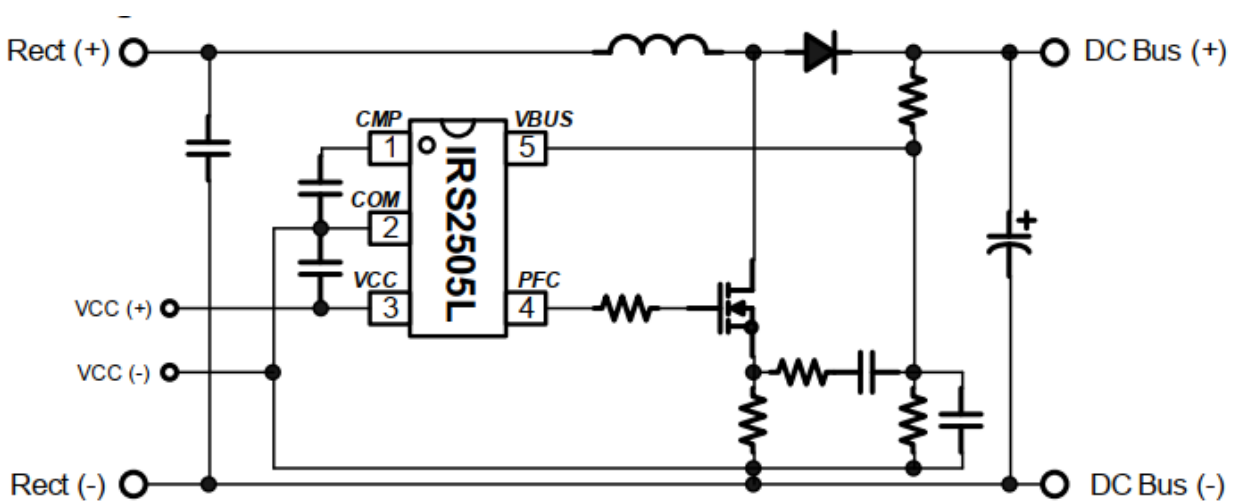 Rect (+)
DC Bus (+)
CMP
VBUS
1
5
IRS2505L
COM
2
VCC
PFC
VCC (+)
3
4
+
VCC (-)
Rect (-)
DC Bus (-)